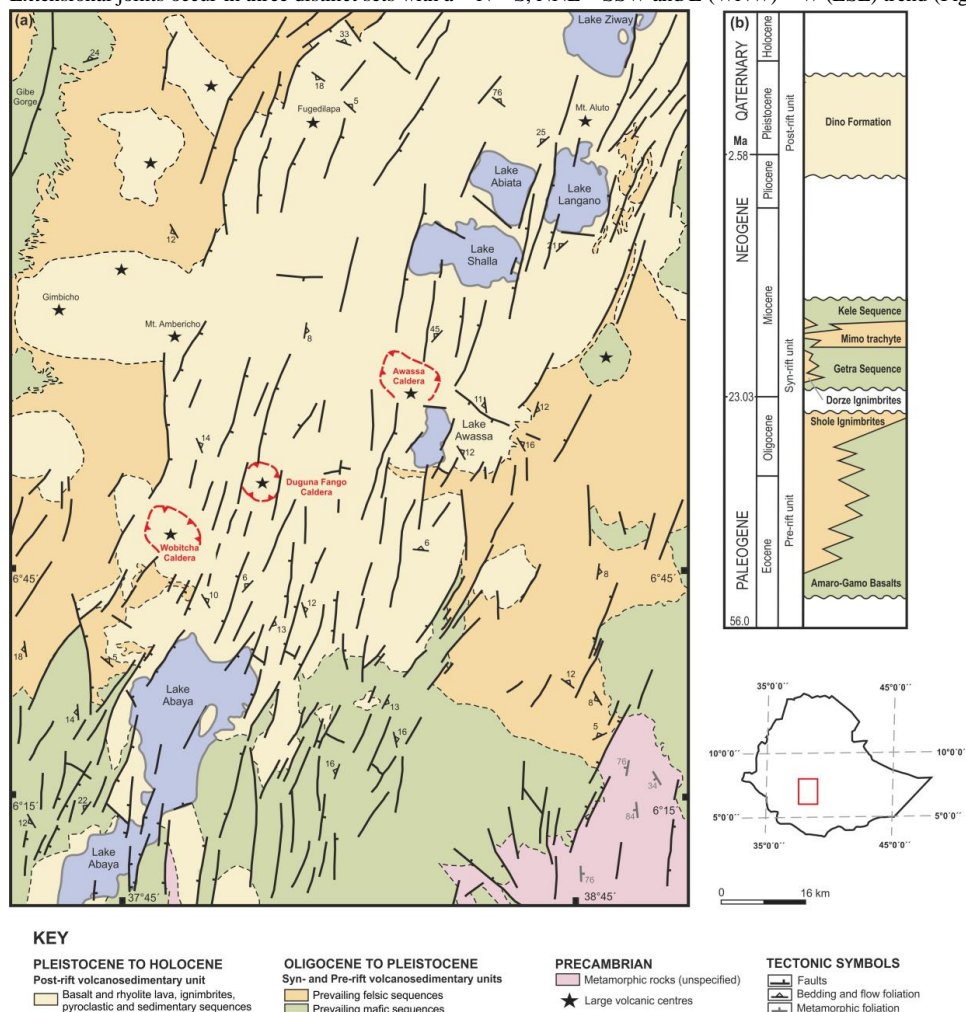 (a)
Lake Ziway
33
24
18
76
5
Gibe
Gorge
Fugedilapa
Mt. Aluto
25
Lake
Abiata
Lake
Langano
12
Lake
Shalla
21
Gimbicho
Mt. Ambericho
8
45
Awassa
Caldera
11
12
Lake
Awassa
14
12
16
Duguna Fango
Caldera
Wobitcha
Caldera
6
6°45´
6°45´
6
8
10
12
13
18
5
Lake
Abaya
12
8
13
14
5
16
16
76
34
22
12
6°15´
6°15´
84
Lake
Abaya
76
37°45´
38°45´
(b)
QATERNARY
Holocene
Pleistocene
Post-rift unit
Dino Formation
Ma
2.58
Pliocene
NEOGENE
Miocene
Syn-rift unit
Kele Sequence
Mimo trachyte
Getra Sequence
23.03
Dorze Ignimbrites
Shole Ignimbrites
Oligocene
PALEOGENE
Eocene
Pre-rift unit
Amaro-Gamo Basalts
56.0
35°0´0´´
45°0´0´´
10°0´0´´
10°0´0´´
5°0´0´´
5°0´0´´
35°0´0´´
45°0´0´´
0
16 km
KEY
PLEISTOCENE TO HOLOCENE
Post-rift volcanosedimentary unit
Basalt and rhyolite lava, ignimbrites,
pyroclastic and sedimentary sequences
OLIGOCENE TO PLEISTOCENE
Syn- and Pre-rift volcanosedimentary units
Prevailing felsic sequences
Prevailing mafic sequences
PRECAMBRIAN
Metamorphic rocks (unspecified)
Large volcanic centres
TECTONIC SYMBOLS
Faults
Bedding and flow foliation
Metamorphic foliation